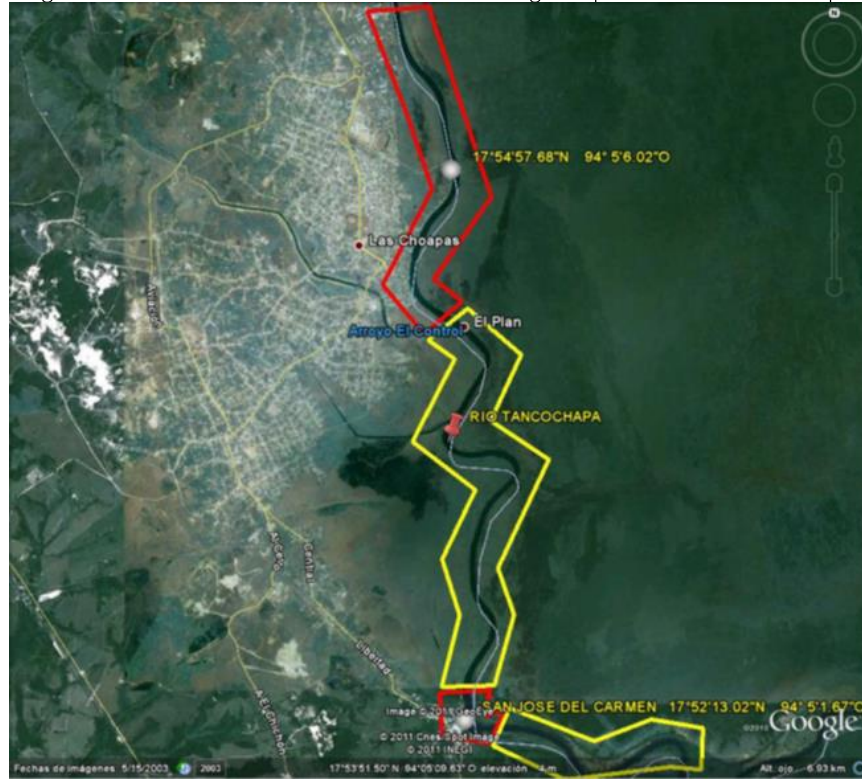 N
17°54'57.68"N 94° 5'6.02"O
Las Choapas
El Plan
Arroyo El Control
RIO TANCOCHAPA
Central
Libertad
SAN JOSE DEL CARMEN 17°52'13.02"N 94° 5'1.67"O
Image © 2011 GeoEye
© 2011 Cnes/Spot Image
© 2011 INEGI
©2010 Google
Fechas de imágenes: 5/15/2003 2003 17°53'51.50"N 94°05'09.63"O elevación 4 m Alt. ojo 6.93 km